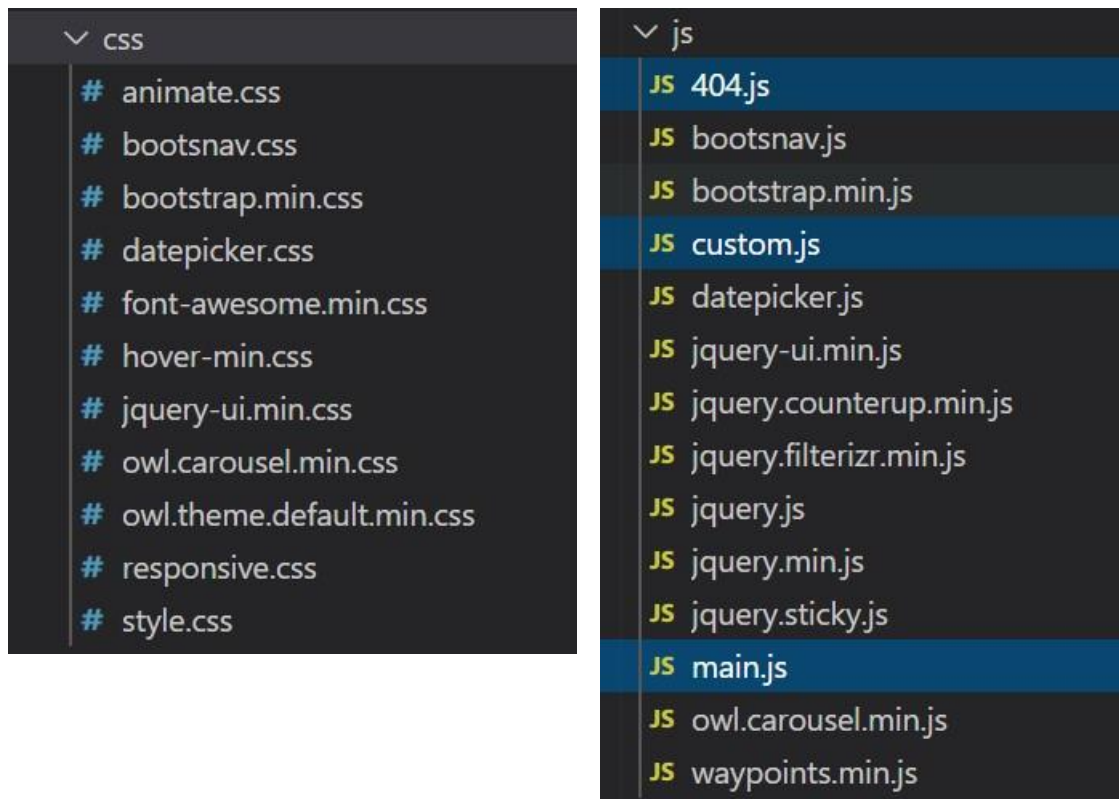 css
# animate.css
# bootsnav.css
# bootstrap.min.css
# datepicker.css
# font-awesome.min.css
# hover-min.css
# jquery-ui.min.css
# owl.carousel.min.css
# owl.theme.default.min.css
# responsive.css
# style.css
js
JS 404.js
JS bootsnav.js
JS bootstrap.min.js
JS custom.js
JS datepicker.js
JS jquery-ui.min.js
JS jquery.counterup.min.js
JS jquery.filterizr.min.js
JS jquery.js
JS jquery.min.js
JS jquery.sticky.js
JS main.js
JS owl.carousel.min.js
JS waypoints.min.js